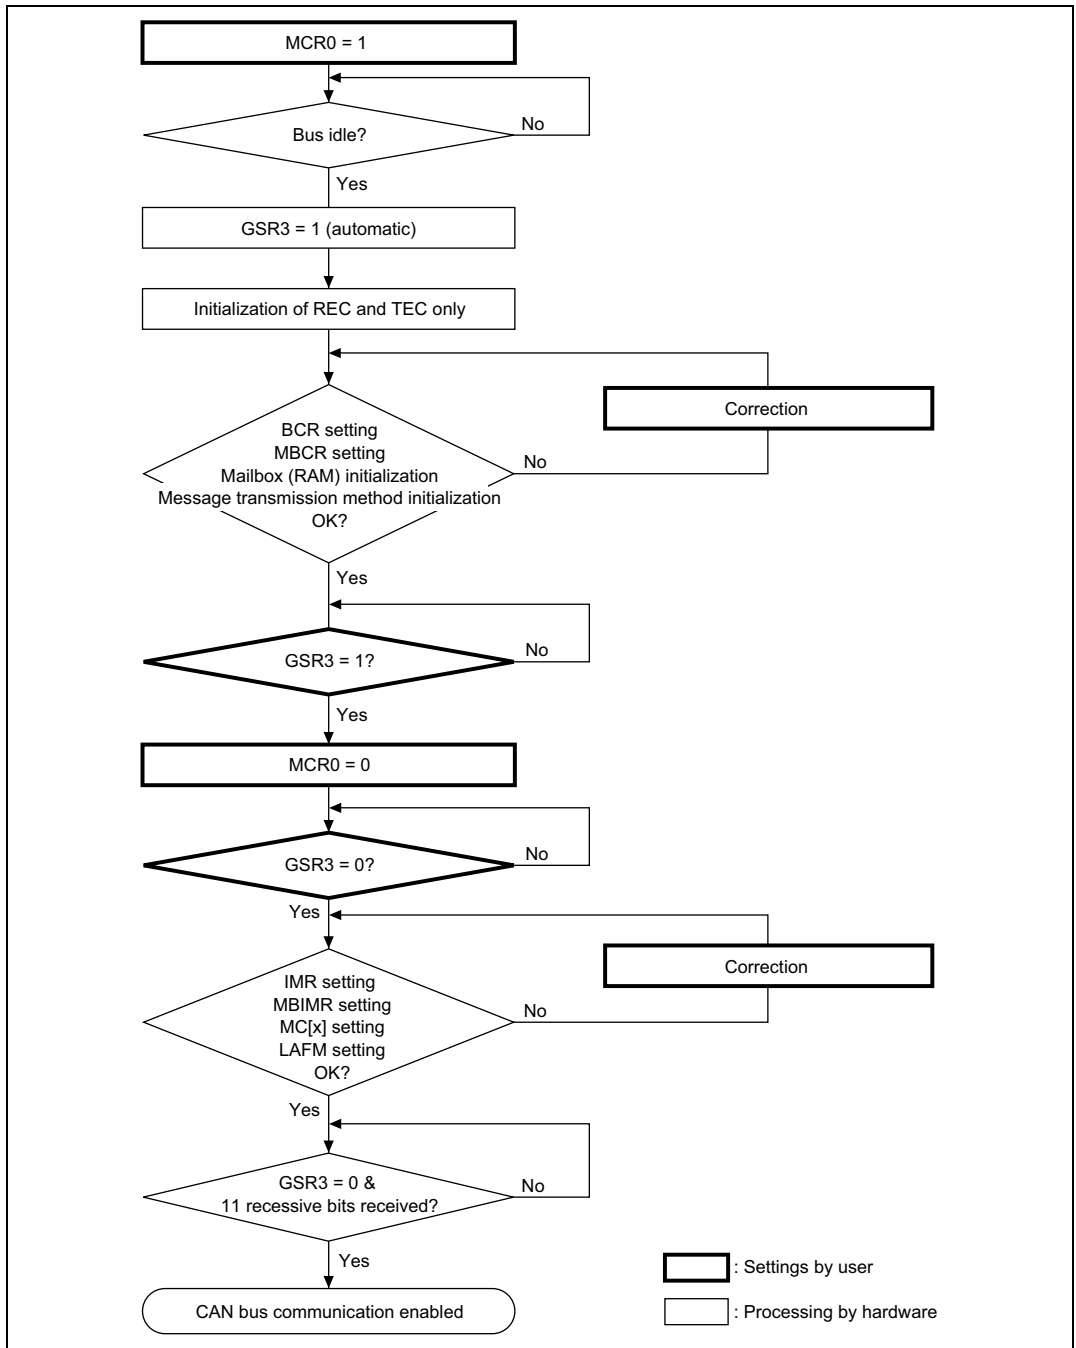 MCR0 = 1
Bus idle?
No
Yes
GSR3 = 1 (automatic)
Initialization of REC and TEC only
Correction
BCR setting
MBCR setting
Mailbox (RAM) initialization
Message transmission method initialization
OK?
No
Yes
GSR3 = 1?
No
Yes
MCR0 = 0
GSR3 = 0?
No
Yes
Correction
IMR setting
MBIMR setting
MC[x] setting
LAFM setting
OK?
No
Yes
GSR3 = 0 &
11 recessive bits received?
No
Yes
CAN bus communication enabled
: Settings by user
: Processing by hardware